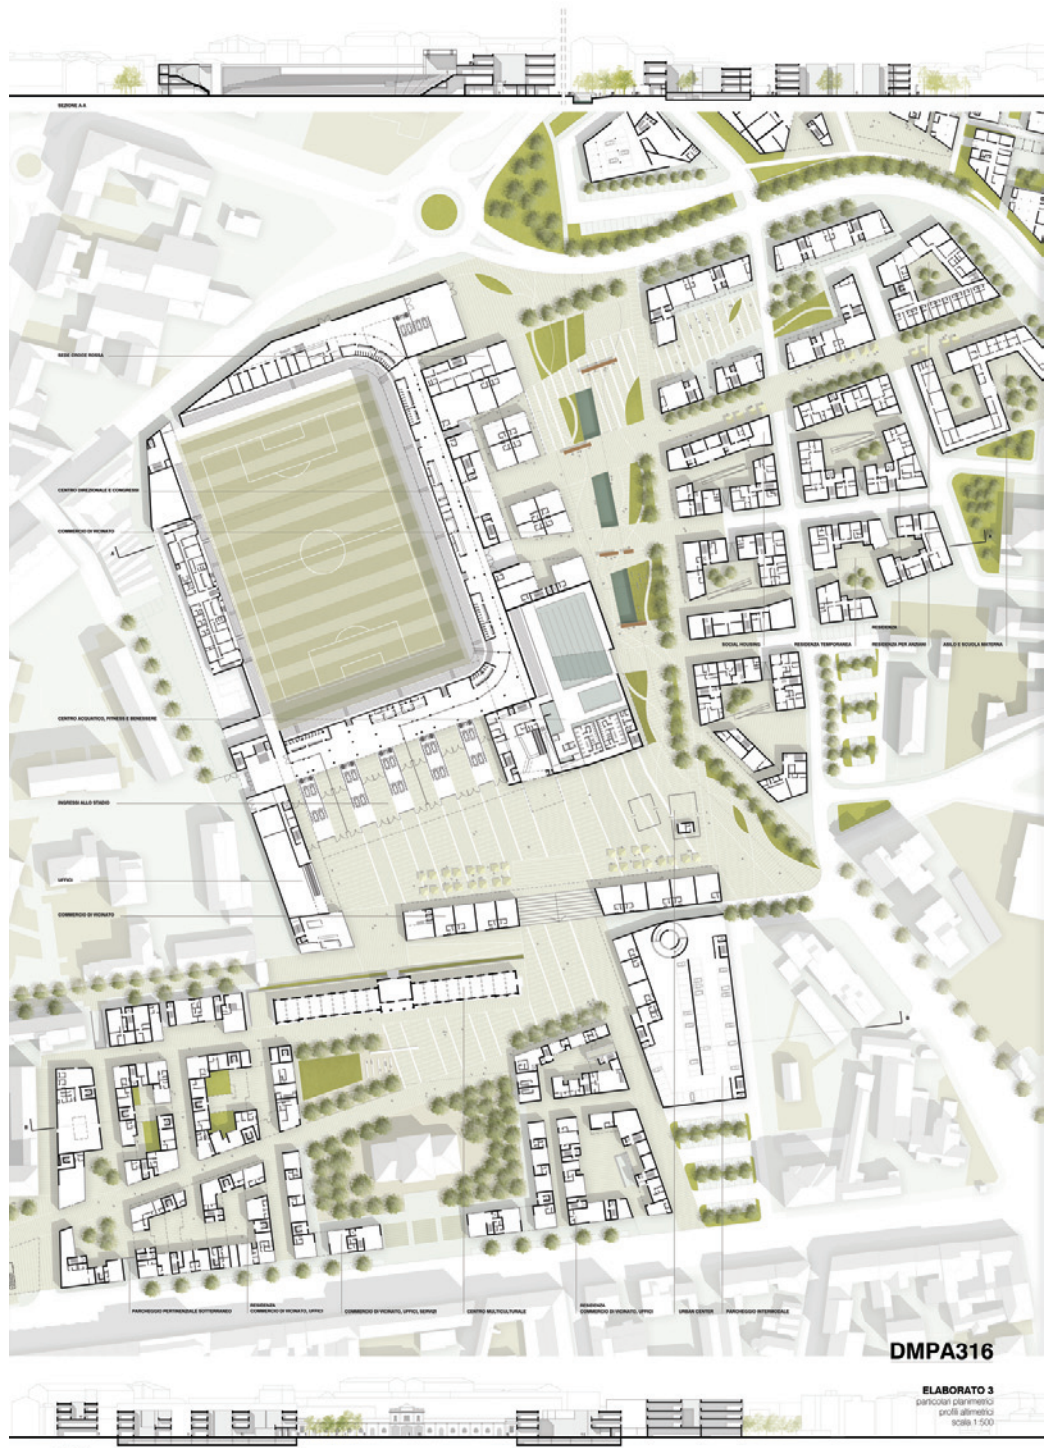 SEZIONE A-A
SEDE CROCE ROSSA
CENTRO DIREZIONALE E CONGRESSI
COMMERCIO DI VICINATO
SOCIAL HOUSING
RESIDENZA TEMPORANEA
RESIDENZA
RESIDENZA PER ANZIANI
ASILO E SCUOLA MATERNA
CENTRO ACQUATICO, FITNESS E BENESSERE
INGRESSI ALLO STADIO
UFFICI
COMMERCIO DI VICINATO
PARCHEGGIO PERTINENZIALE SOTTERRANEO
RESIDENZA
COMMERCIO DI VICINATO, UFFICI
COMMERCIO DI VICINATO, UFFICI, SERVIZI
CENTRO MULTICULTURALE
RESIDENZA
COMMERCIO DI VICINATO, UFFICI
URBAN CENTER
PARCHEGGIO INTERMODALE
DMPA316
ELABORATO 3
particolari planimetrici
profili altimetrici
scala 1:500